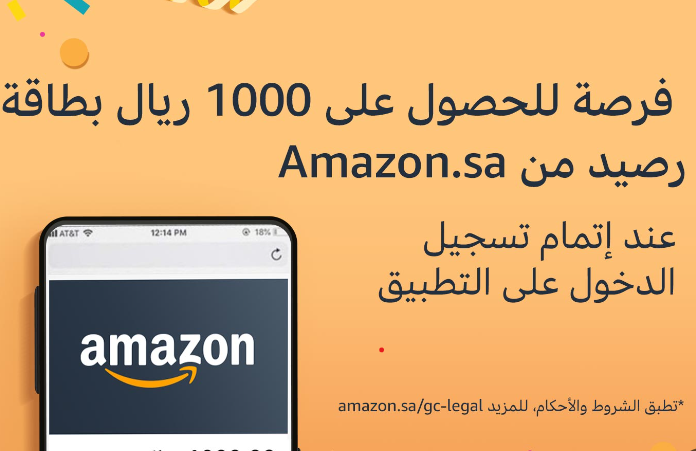 فرصة للحصول على 1000 ريال بطاقة
رصيد من Amazon.sa
عند إتمام تسجيل
الدخول على التطبيق
AT&T 12:14 PM 18%
amazon
*تطبق الشروط والأحكام، للمزيد amazon.sa/gc-legal